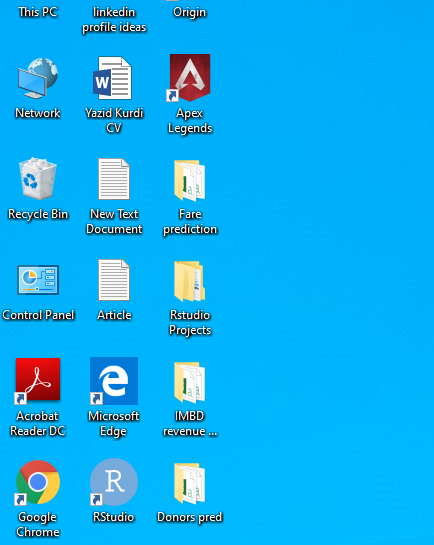 This PC
linkedin
profile ideas
Origin
Network
W
Yazid Kurdi
CV
Apex
Legends
Recycle Bin
New Text
Document
Fare
prediction
Control Panel
Article
Rstudio
Projects
Acrobat
Reader DC
Microsoft
Edge
IMBD
revenue ...
Google
Chrome
R
RStudio
Donors pred